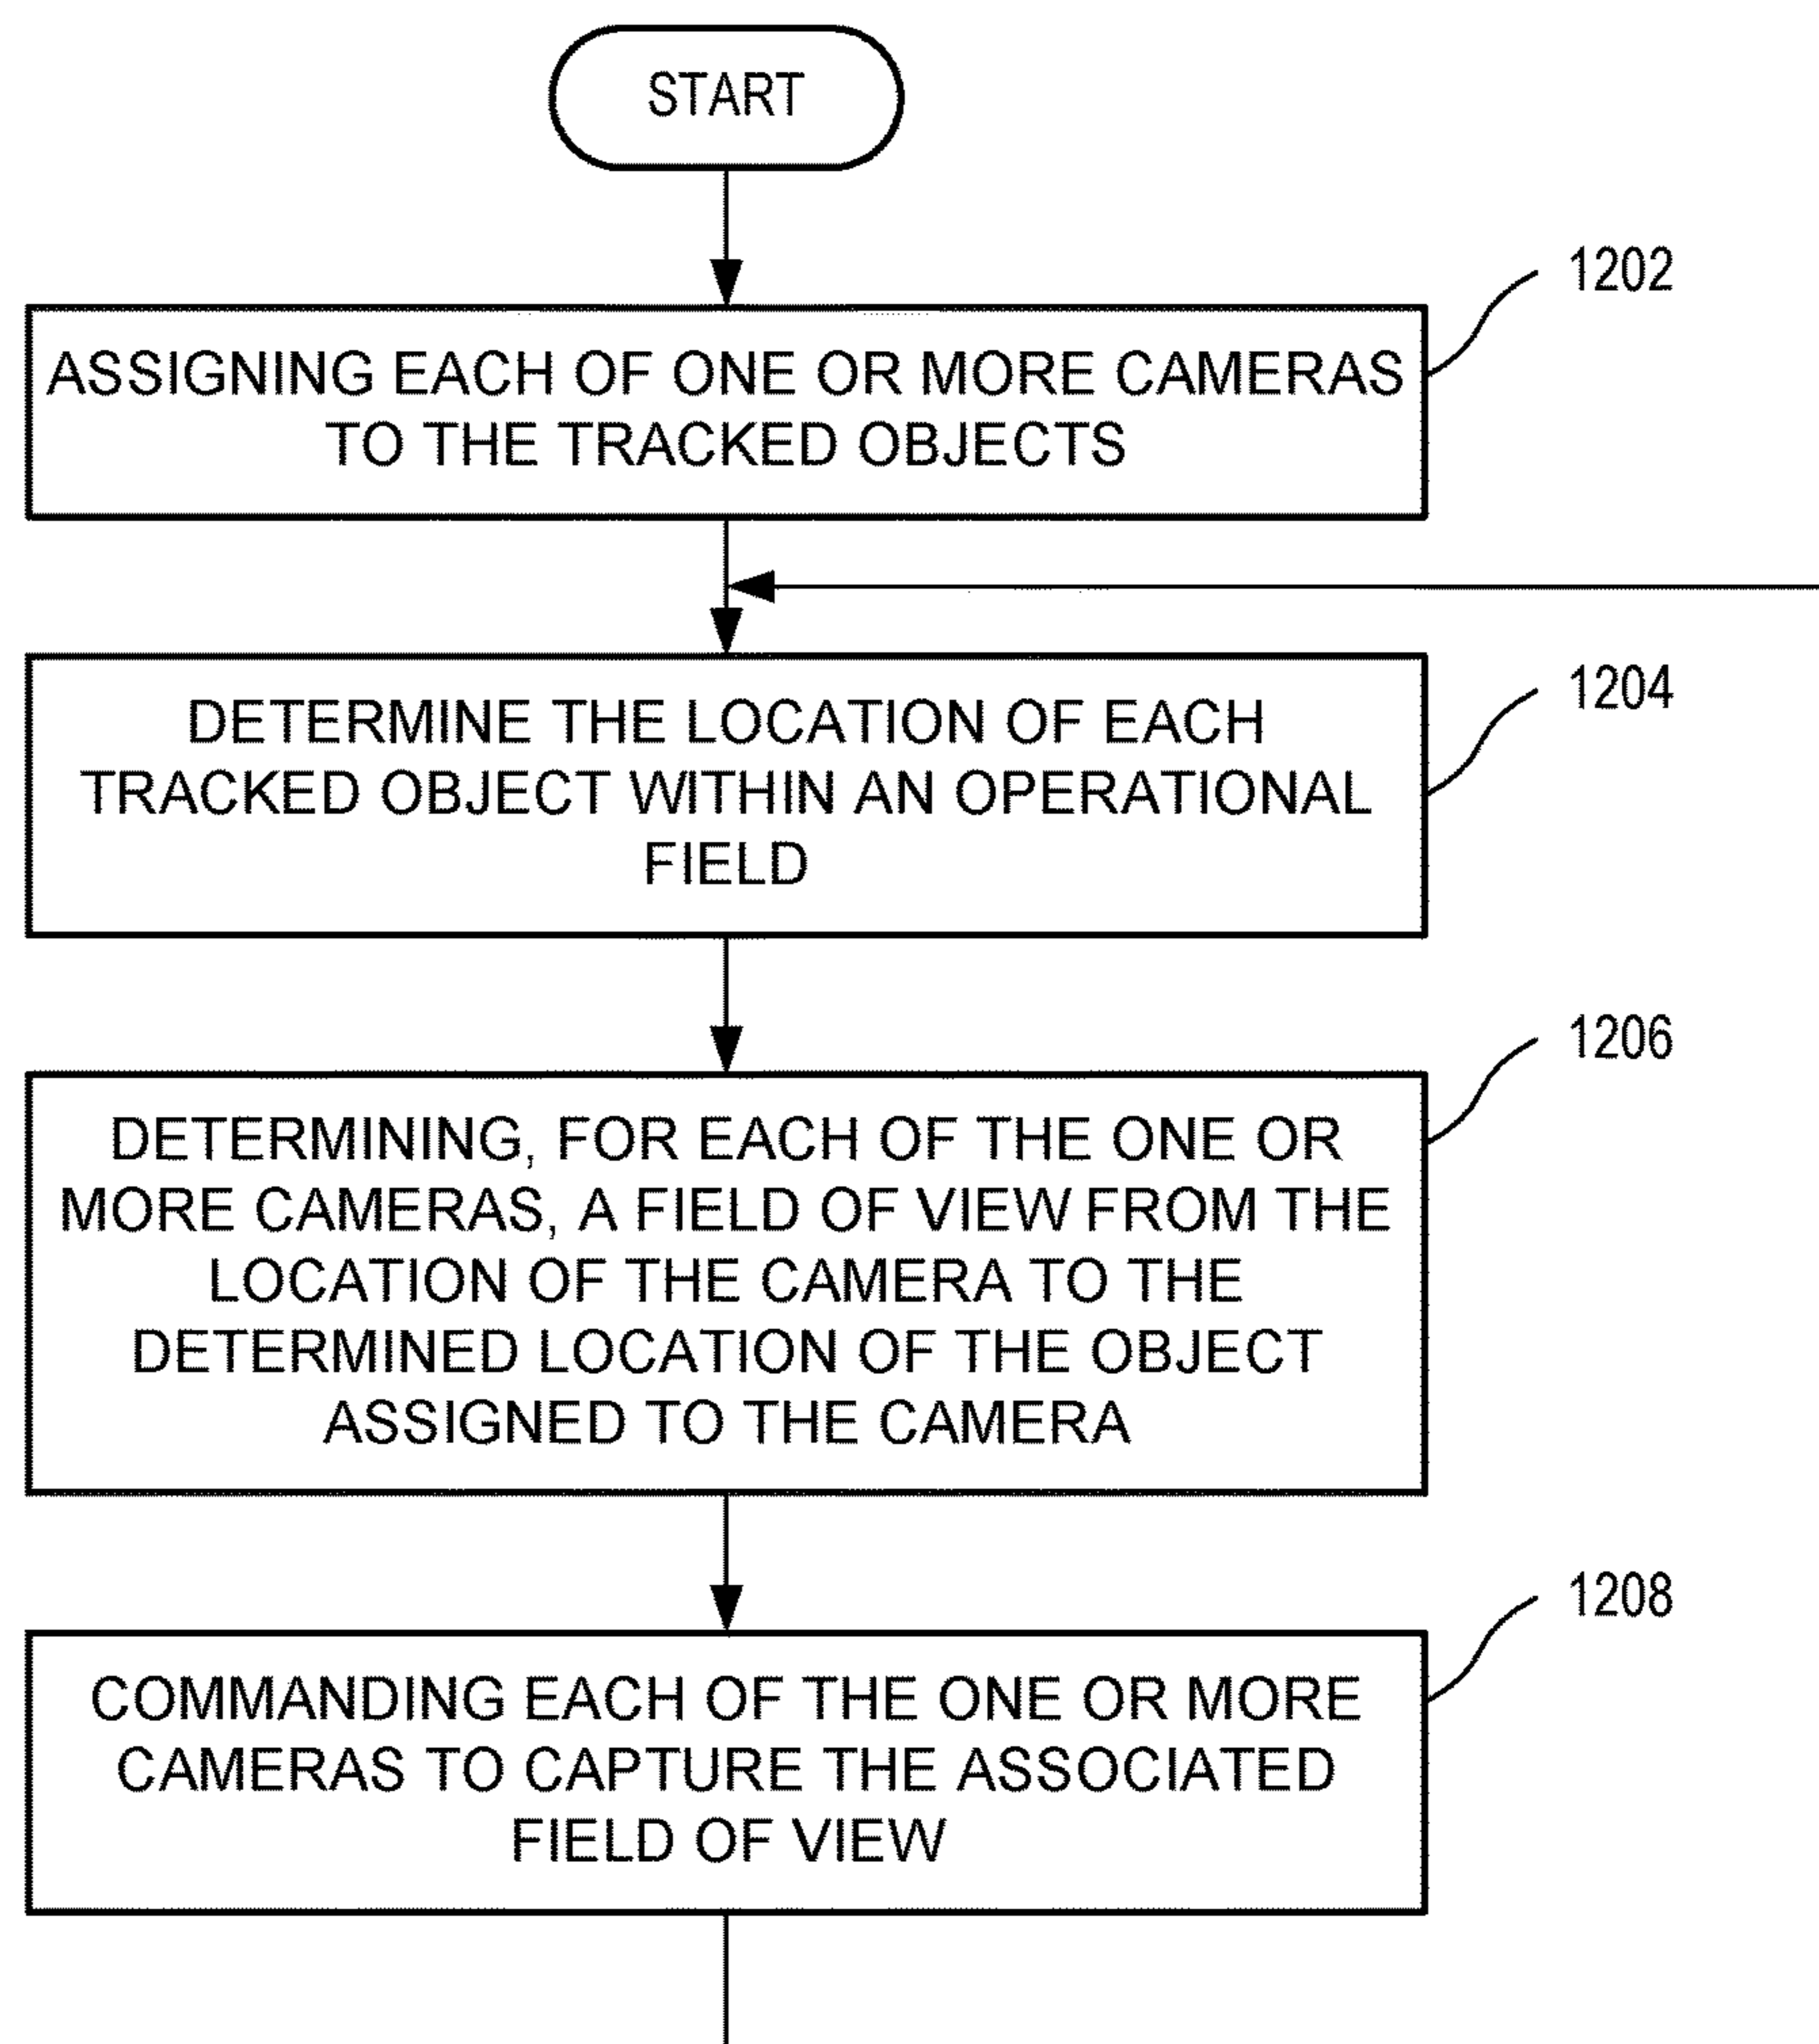 START
1202
ASSIGNING EACH OF ONE OR MORE CAMERAS
TO THE TRACKED OBJECTS
1204
DETERMINE THE LOCATION OF EACH
TRACKED OBJECT WITHIN AN OPERATIONAL
FIELD
1206
DETERMINING, FOR EACH OF THE ONE OR
MORE CAMERAS, A FIELD OF VIEW FROM THE
LOCATION OF THE CAMERA TO THE
DETERMINED LOCATION OF THE OBJECT
ASSIGNED TO THE CAMERA
1208
COMMANDING EACH OF THE ONE OR MORE
CAMERAS TO CAPTURE THE ASSOCIATED
FIELD OF VIEW